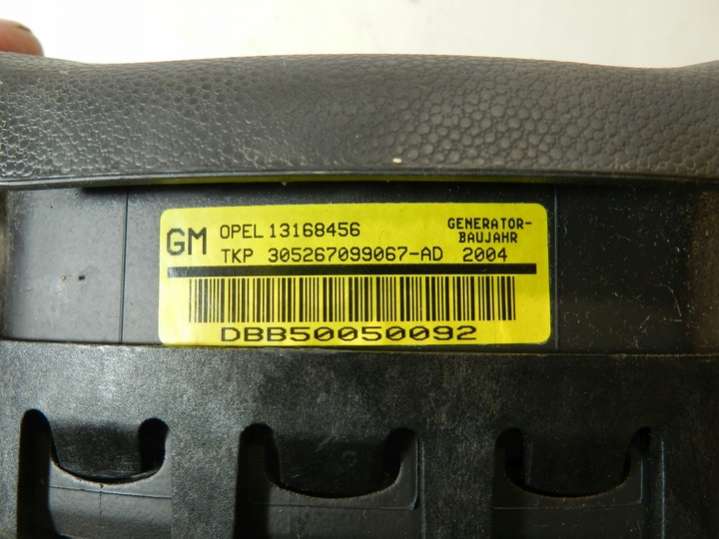 GM OPEL 13168456 GENERATOR-
BAUJAHR
TKP 305267099067-AD 2004
DBB50050092